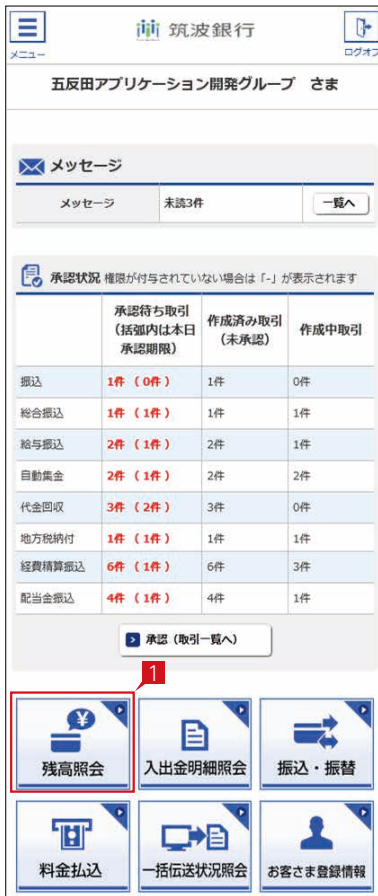 筑波銀行
メニュー
ログオフ
五反田アプリケーション開発グループ さま
メッセージ
メッセージ 未読3件 一覧へ
承認状況 権限が付与されていない場合は「-」が表示されます
承認待ち取引
(括弧内は本日
承認期限)
作成済み取引
(未承認)
作成中取引
振込 1件 (0件) 1件 0件
総合振込 1件 (1件) 1件 1件
給与振込 2件 (1件) 2件 1件
自動集金 2件 (1件) 2件 2件
代金回収 3件 (2件) 3件 0件
地方税納付 1件 (1件) 1件 1件
経費精算振込 6件 (1件) 6件 3件
配当金振込 4件 (1件) 4件 1件
承認(取引一覧へ)
1
残高照会 入出金明細照会 振込・振替
料金払込 一括伝送状況照会 お客さま登録情報